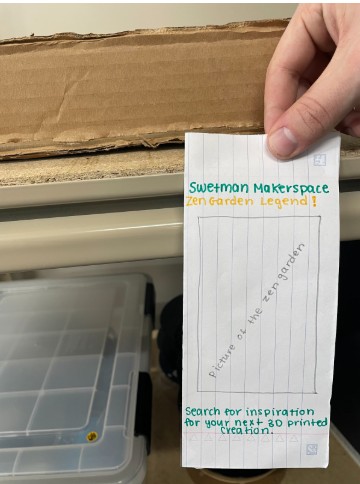 Swetman Makerspace
Zen Garden Legend!
Picture of the zen garden
Search for inspiration
for your next 3D printed
creation.